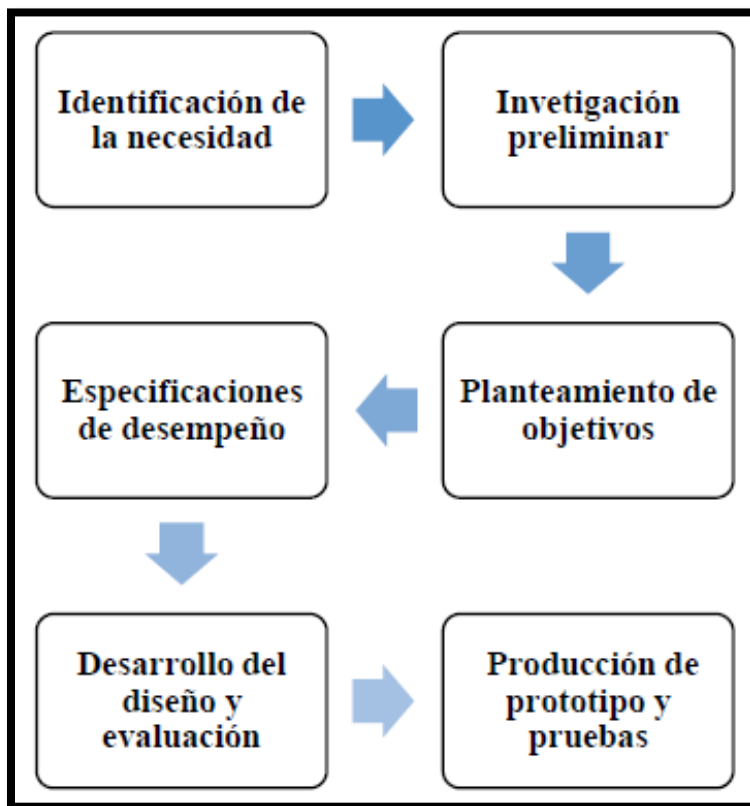 Identificación de
la necesidad
Invetigación
preliminar
Planteamiento de
objetivos
Especificaciones
de desempeño
Desarrollo del
diseño y
evaluación
Producción de
prototipo y
pruebas